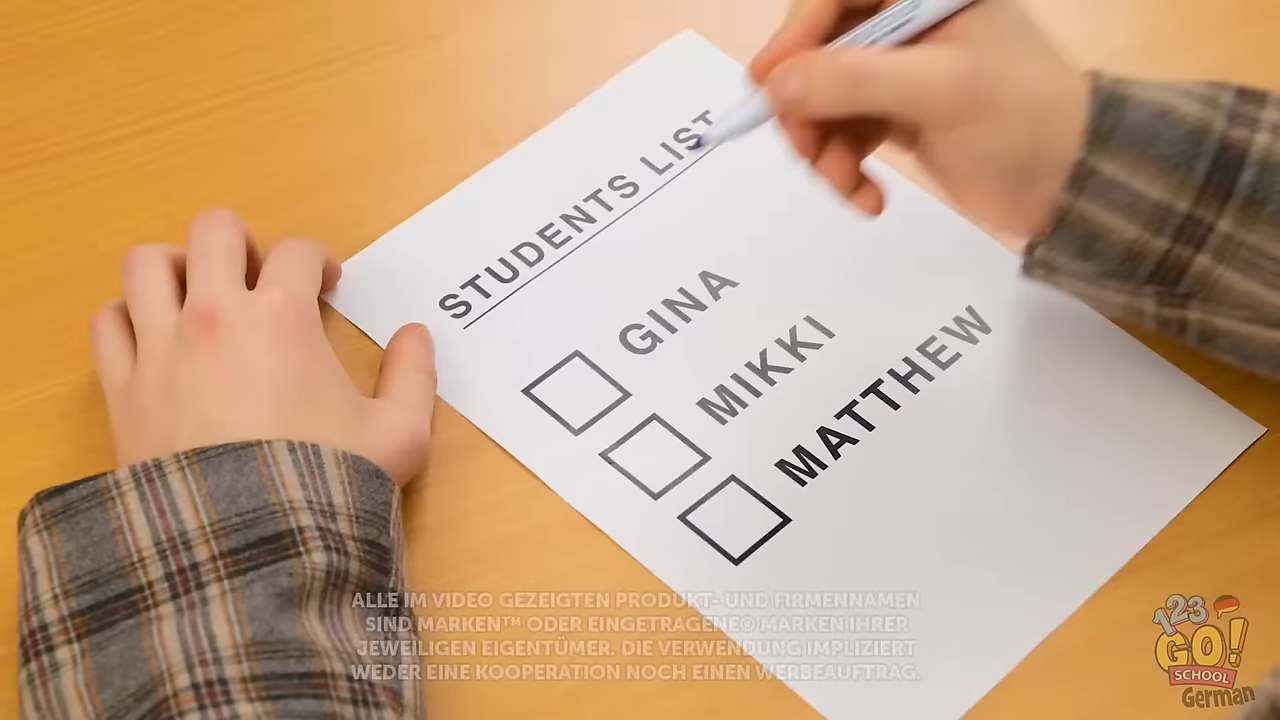 STUDENTS LIST
GINA
MIKKI
MATTHEW
ALLE IM VIDEO GEZEIGTEN PRODUKT- UND FIRMENNAMEN
SIND MARKEN™ ODER EINGETRAGENE® MARKEN IHRER
JEWEILIGEN EIGENTÜMER. DIE VERWENDUNG IMPLIZIERT
WEDER EINE KOOPERATION NOCH EINEN WERBEAUFTRAG.
123
GO!
SCHOOL
German